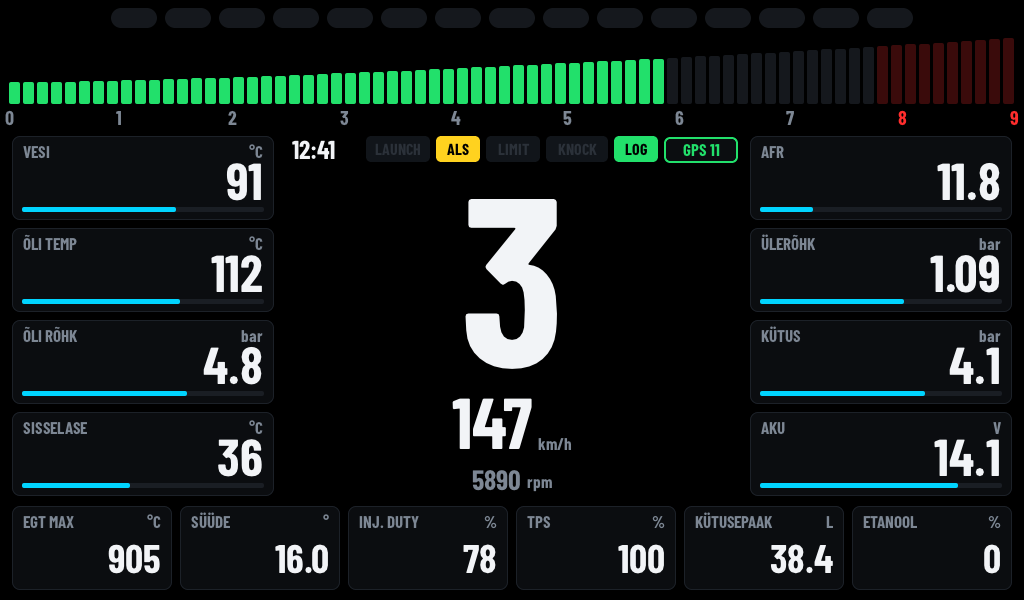 0 1 2 3 4 5 6 7 8 9
12:41 LAUNCH ALS LIMIT KNOCK LOG GPS 11
VESI °C
91
ÕLI TEMP °C
112
ÕLI RÕHK bar
4.8
SISSELASE °C
36
3
147 km/h
5890 rpm
AFR
11.8
ÜLERÕHK bar
1.09
KÜTUS bar
4.1
AKU V
14.1
EGT MAX °C
905
SÜÜDE °
16.0
INJ. DUTY %
78
TPS %
100
KÜTUSEPAAK L
38.4
ETANOOL %
0